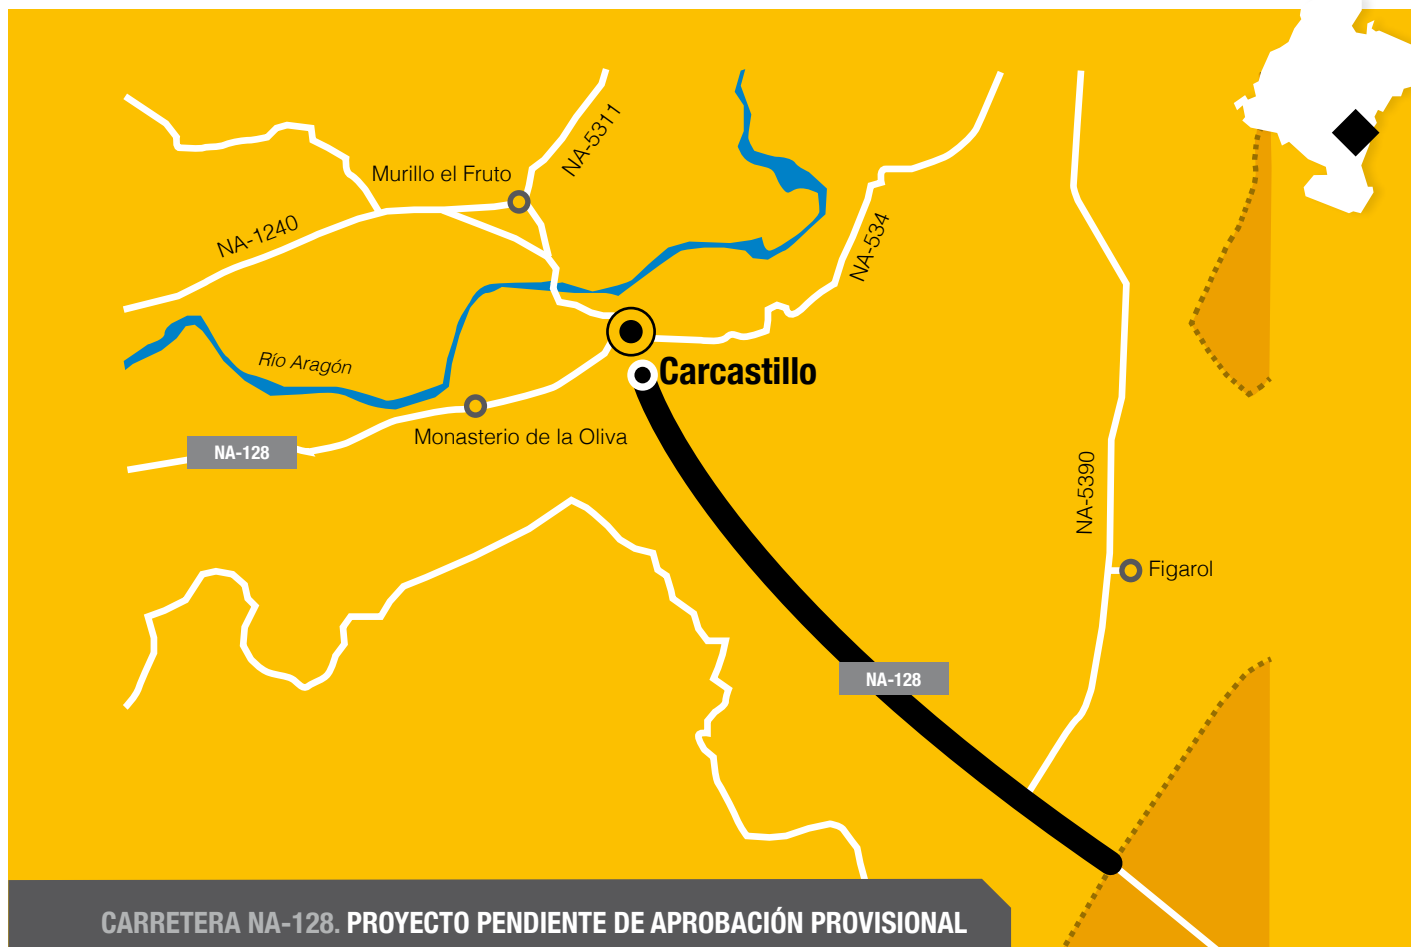 NA-5311
Murillo el Fruto
NA-1240
NA-534
Río Aragón
Carcastillo
Monasterio de la Oliva
NA-128
NA-5390
Figarol
NA-128
CARRETERA NA-128. PROYECTO PENDIENTE DE APROBACIÓN PROVISIONAL